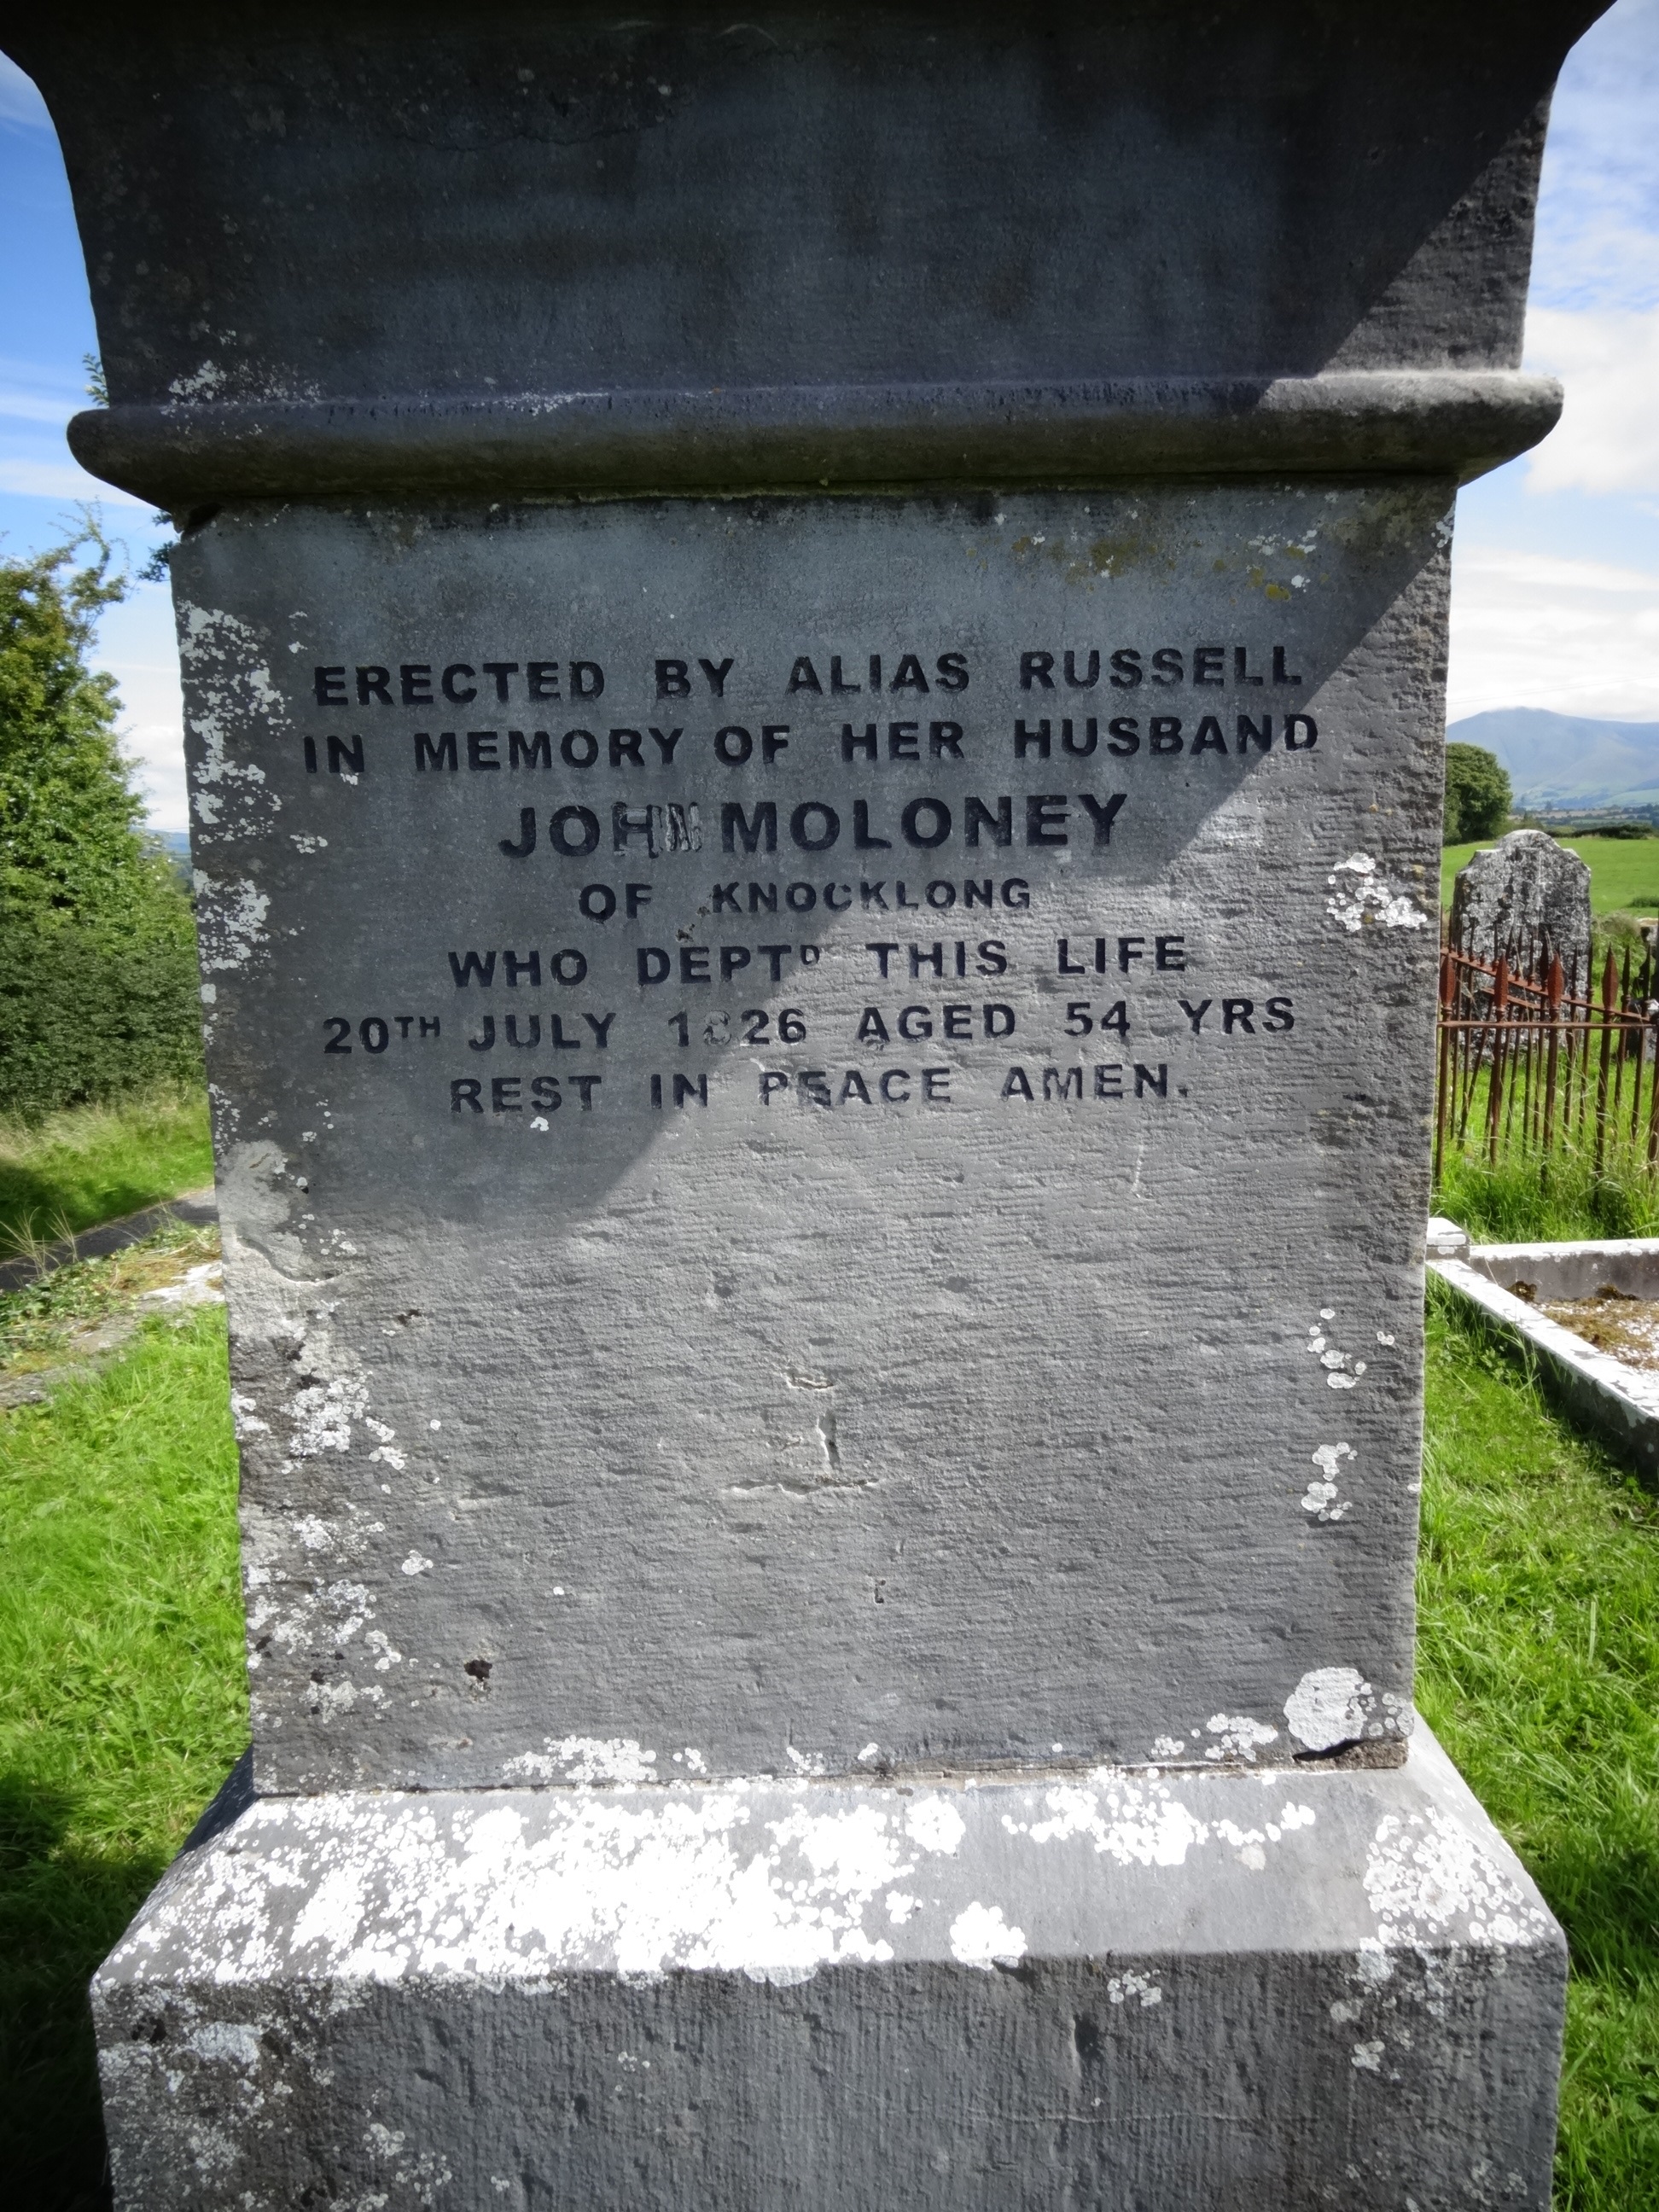 ERECTED BY ALIAS RUSSELL
IN MEMORY OF HER HUSBAND
JOHN MOLONEY
OF KNOCKLONG
WHO DEPTᴰ THIS LIFE
20ᵀᴴ JULY 1826 AGED 54 YRS
REST IN PEACE AMEN.